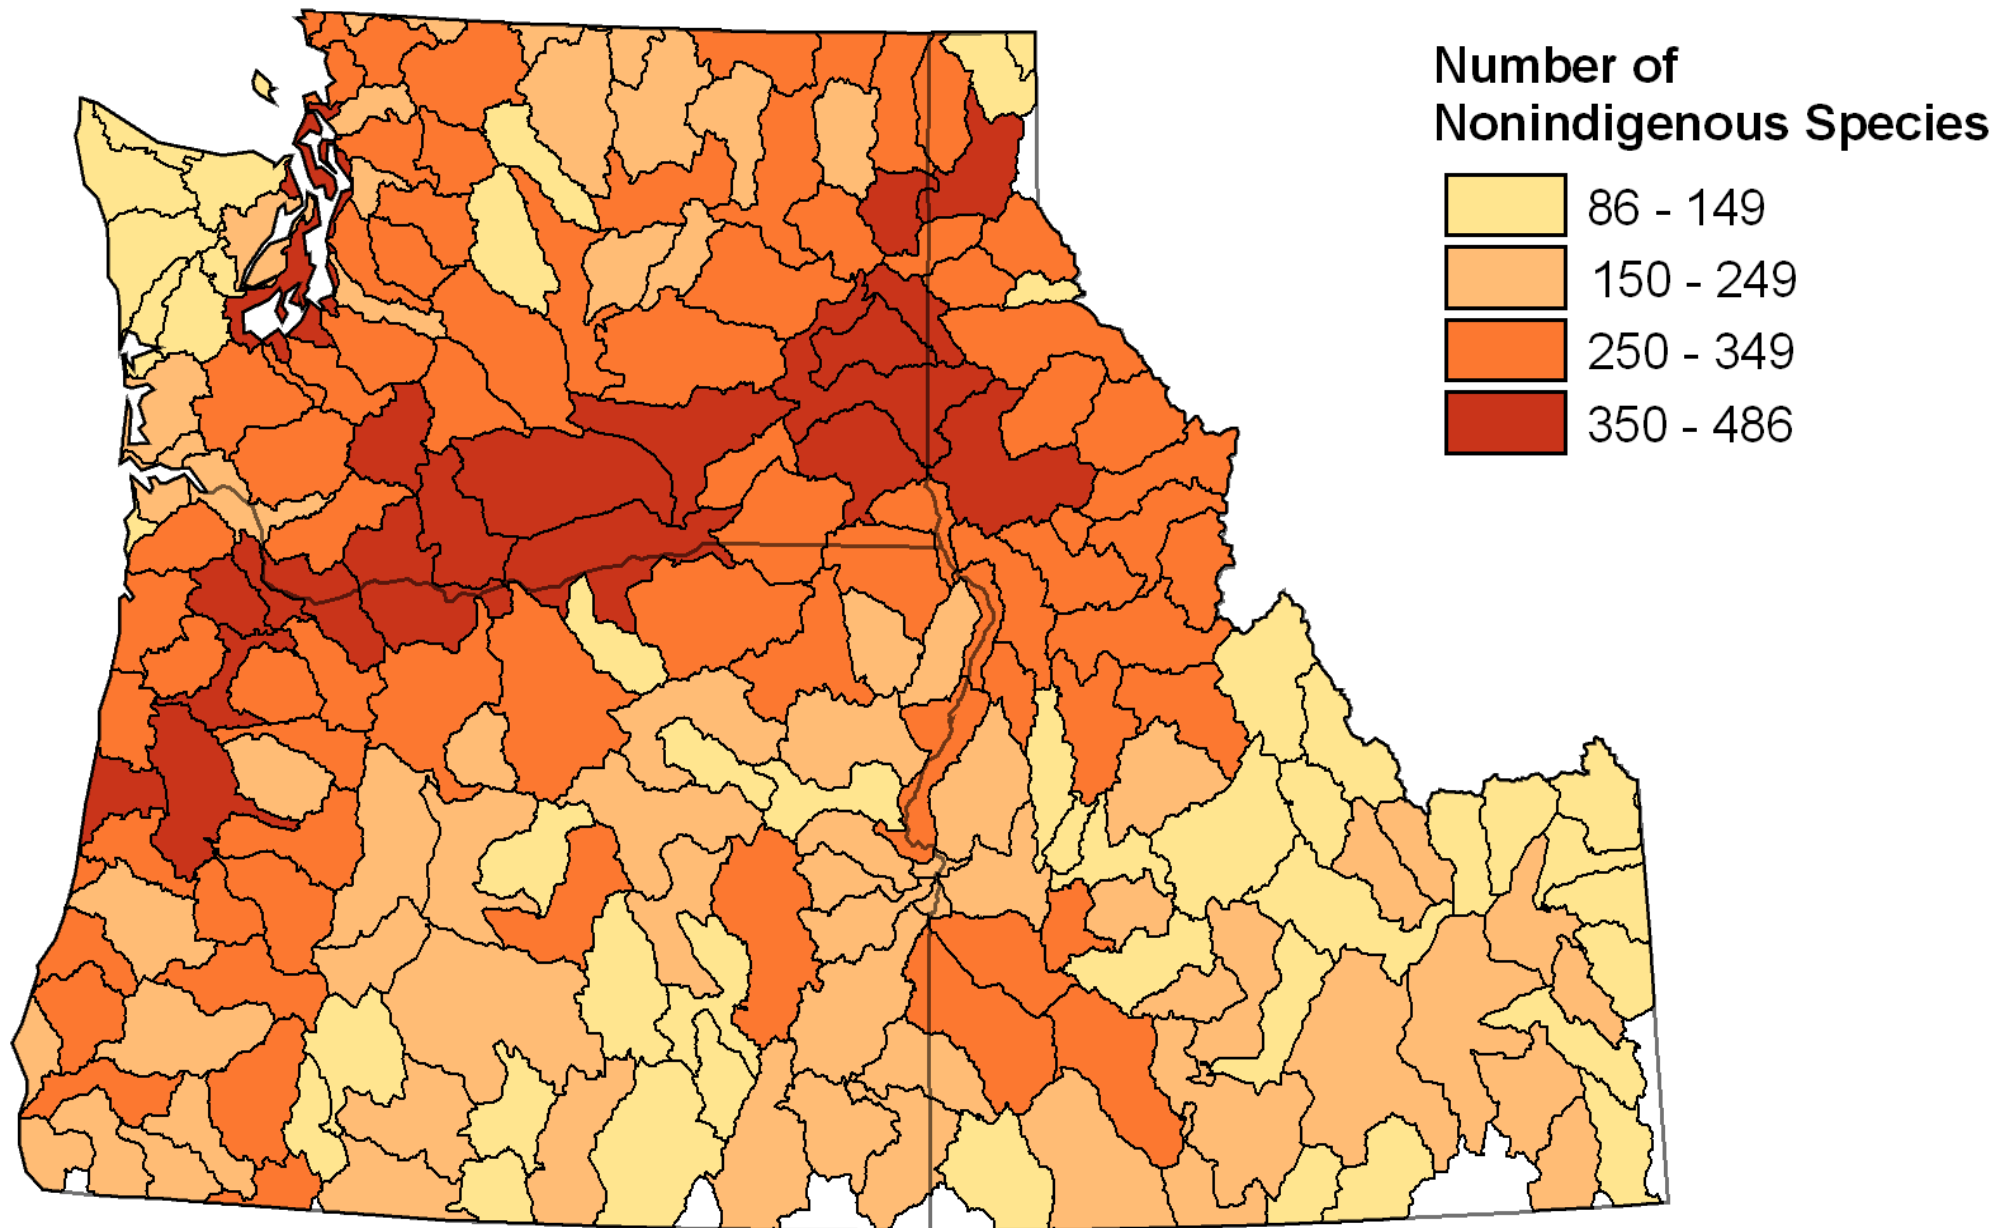 Number of
Nonindigenous Species
86 - 149
150 - 249
250 - 349
350 - 486